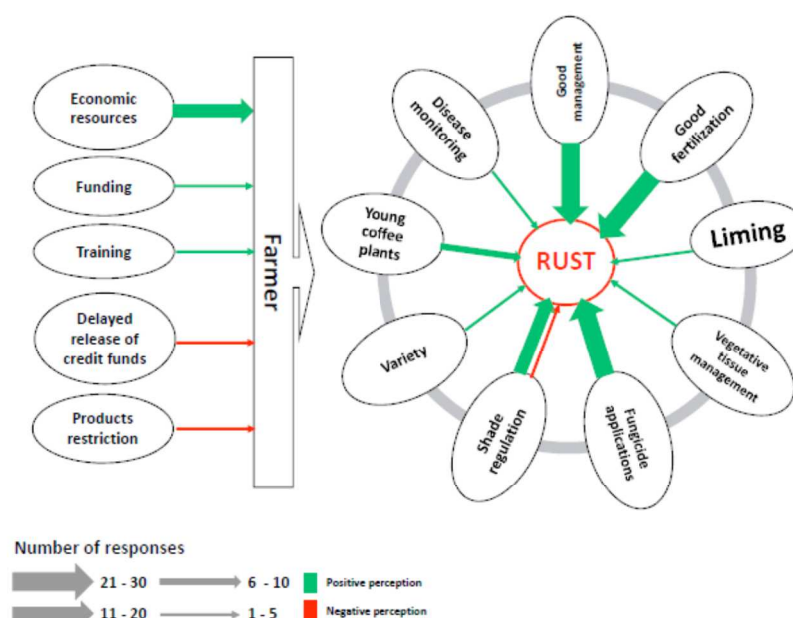 Economic
resources
Funding
Training
Delayed
release of
credit funds
Products
restriction
Farmer
Good
management
Disease
monitoring
Good
fertilization
Young
coffee
plants
RUST
Liming
Variety
Vegetative
tissue
management
Shade
regulation
Fungicide
applications
Number of responses
21 - 30
6 - 10
Positive perception
11 - 20
1 - 5
Negative perception